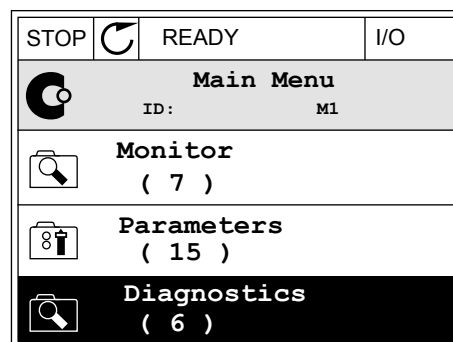 STOP READY I/O
Main Menu
ID: M1
Monitor
( 7 )
Parameters
( 15 )
Diagnostics
( 6 )